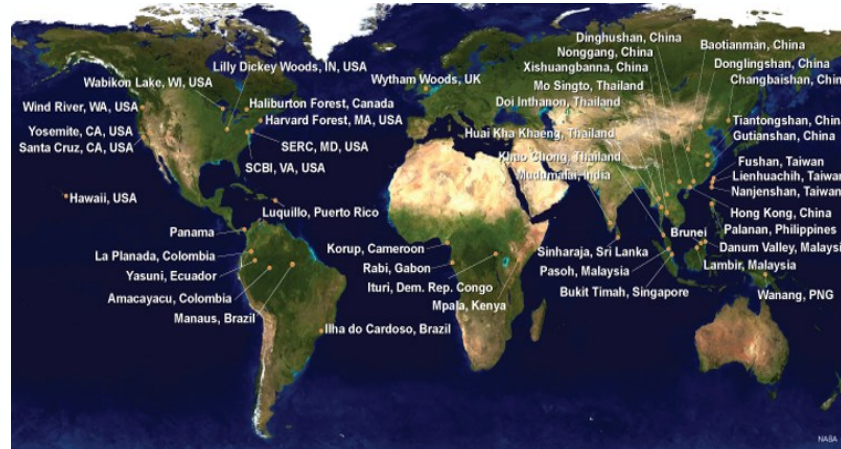 Dinghushan, China
Nonggang, China
Xishuangbanna, China
Baotianman, China
Donglingshan, China
Changbaishan, Chin
Lilly Dickey Woods, IN, USA
Wabikon Lake, WI, USA
Wytham Woods, UK
Mo Singto, Thailand
Doi Inthanon, Thailand
Wind River, WA, USA
Haliburton Forest, Canada
Harvard Forest, MA, USA
Yosemite, CA, USA
Santa Cruz, CA, USA
SERC, MD, USA
SCBI, VA, USA
Huai Kha Khaeng, Thailand
Khao Chong, Thailand
Mudumalai, India
Tiantongshan, China
Gutianshan, China
Fushan, Taiwan
Lienhuachih, Taiwan
Nanjenshan, Taiwan
Hawaii, USA
Luquillo, Puerto Rico
Hong Kong, China
Palanan, Philippines
Panama
Brunei
Danum Valley, Malaysi
La Planada, Colombia
Korup, Cameroon
Sinharaja, Sri Lanka
Lambir, Malaysia
Yasuni, Ecuador
Rabi, Gabon
Pasoh, Malaysia
Ituri, Dem. Rep. Congo
Bukit Timah, Singapore
Wanang, PNG
Amacayacu, Colombia
Mpala, Kenya
Manaus, Brazil
Ilha do Cardoso, Brazil
NASA